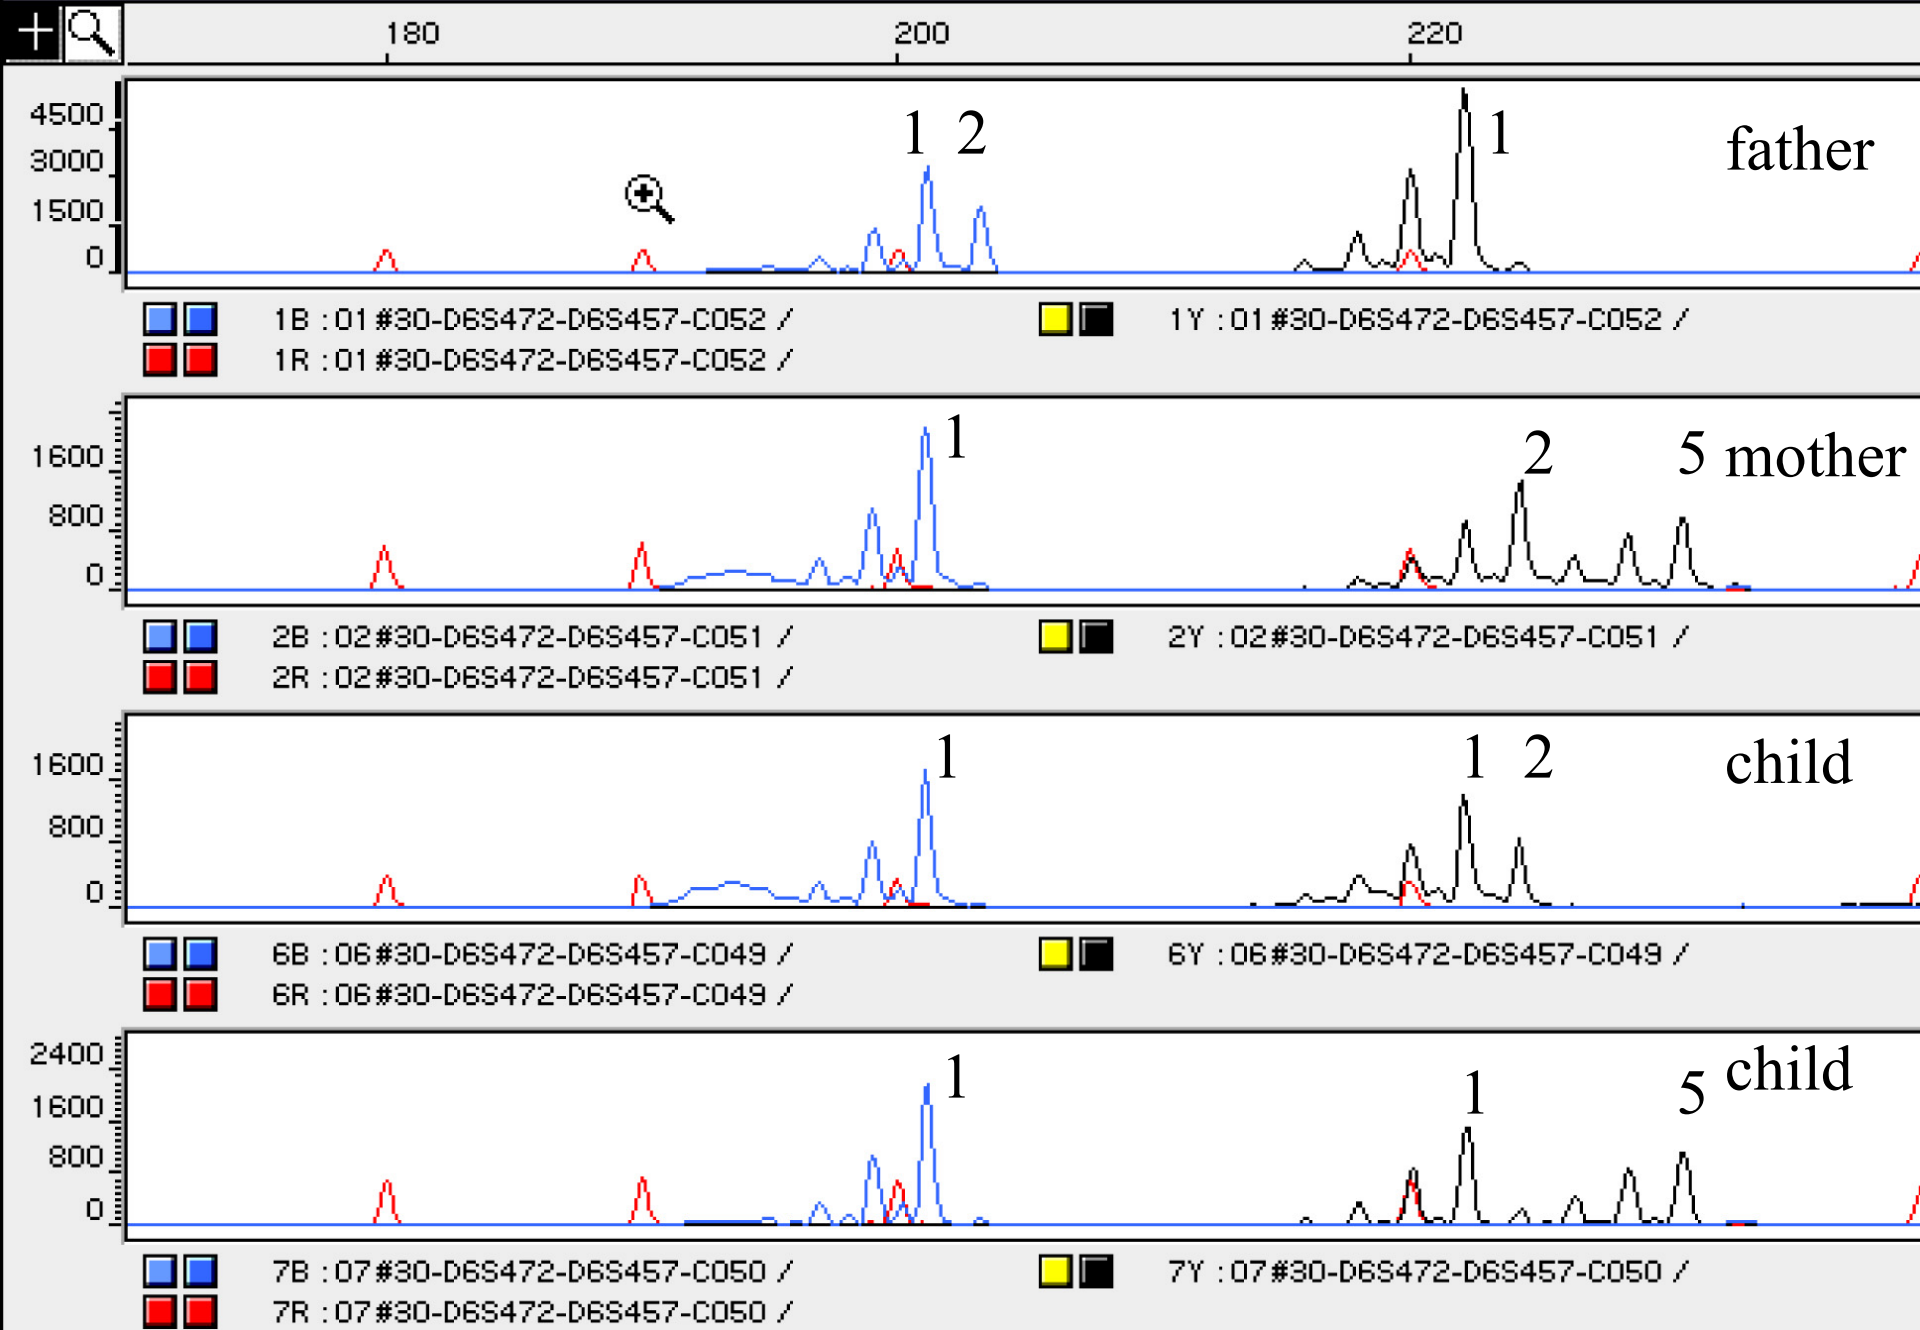 180 200 220
4500
3000
1500
0
1 2 1 father
1B :01#30-D6S472-D6S457-C052 / 1Y :01#30-D6S472-D6S457-C052 /
1R :01#30-D6S472-D6S457-C052 /
1600
800
0
1 2 5 mother
2B :02#30-D6S472-D6S457-C051 / 2Y :02#30-D6S472-D6S457-C051 /
2R :02#30-D6S472-D6S457-C051 /
1600
800
0
1 1 2 child
6B :06#30-D6S472-D6S457-C049 / 6Y :06#30-D6S472-D6S457-C049 /
6R :06#30-D6S472-D6S457-C049 /
2400
1600
800
0
1 1 5 child
7B :07#30-D6S472-D6S457-C050 / 7Y :07#30-D6S472-D6S457-C050 /
7R :07#30-D6S472-D6S457-C050 /